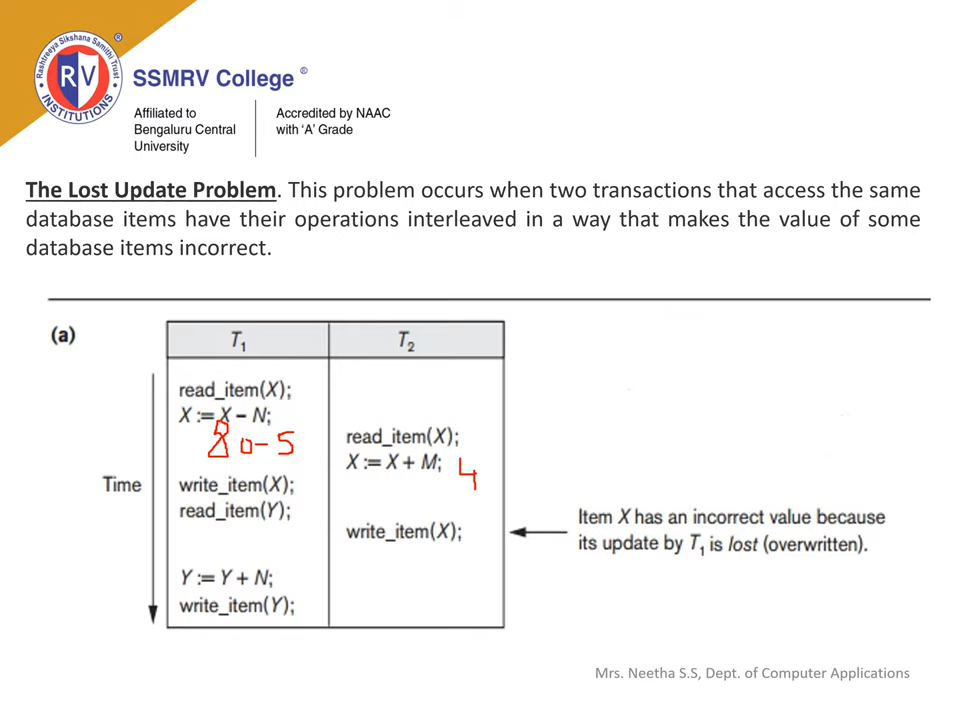 Rashtreeya Sikshana Samithi Trust
®
RV
INSTITUTIONS
SSMRV College ®
Affiliated to
Bengaluru Central
University
Accredited by NAAC
with ‘A’ Grade
The Lost Update Problem. This problem occurs when two transactions that access the same
database items have their operations interleaved in a way that makes the value of some
database items incorrect.
(a)
T1 T2
read_item(X);
X := X – N;
80-5
read_item(X);
X := X + M; 4
Time
write_item(X);
read_item(Y);
write_item(X);
Item X has an incorrect value because
its update by T1 is lost (overwritten).
Y := Y + N;
write_item(Y);
Mrs. Neetha S.S, Dept. of Computer Applications